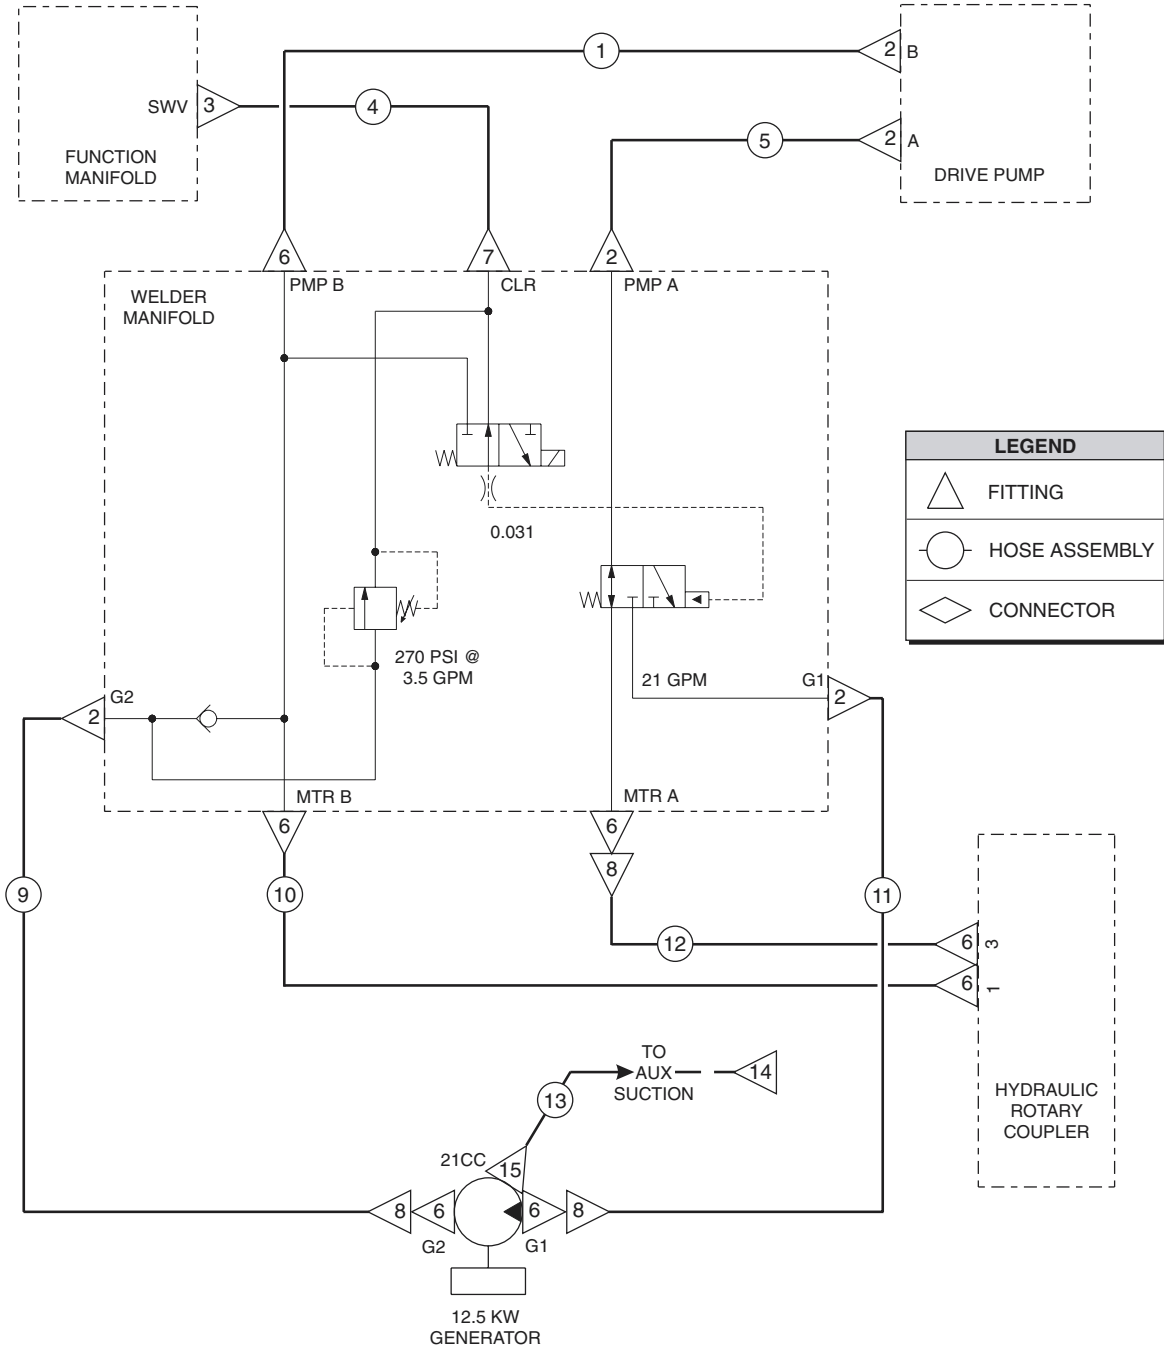 1
2
B
SWV
3
4
5
2
A
FUNCTION
MANIFOLD
DRIVE PUMP
6
7
2
PMP B
CLR
PMP A
WELDER
MANIFOLD
LEGEND
FITTING
HOSE ASSEMBLY
CONNECTOR
0.031
270 PSI @
3.5 GPM
21 GPM
G1
2
G2
2
MTR B
MTR A
6
6
8
9
10
11
12
6
3
6
1
TO
AUX
SUCTION
14
13
HYDRAULIC
ROTARY
COUPLER
21CC
15
8
6
6
8
G2
G1
12.5 KW
GENERATOR